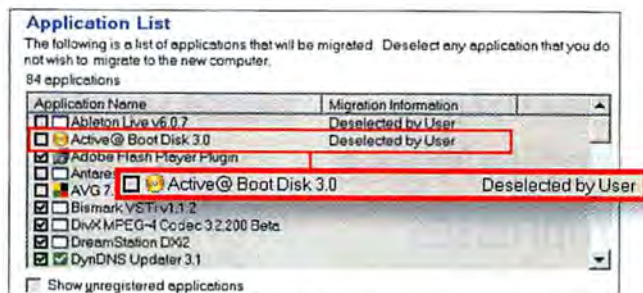 Application List
The following is a list of applications that will be migrated. Deselect any application that you do
not wish to migrate to the new computer.
84 applications
Application Name Migration Information
Ableton Live v6.0.7 Deselected by User
Active@ Boot Disk 3.0 Deselected by User
Adobe Flash Player Plugin
Antares
AVG 7.
Active@ Boot Disk 3.0 Deselected by User
Bismark VSTi v1.1.2
DivX MPEG-4 Codec 3.2.200 Beta
DreamStation DXi2
DynDNS Updater 3.1
Show unregistered applications